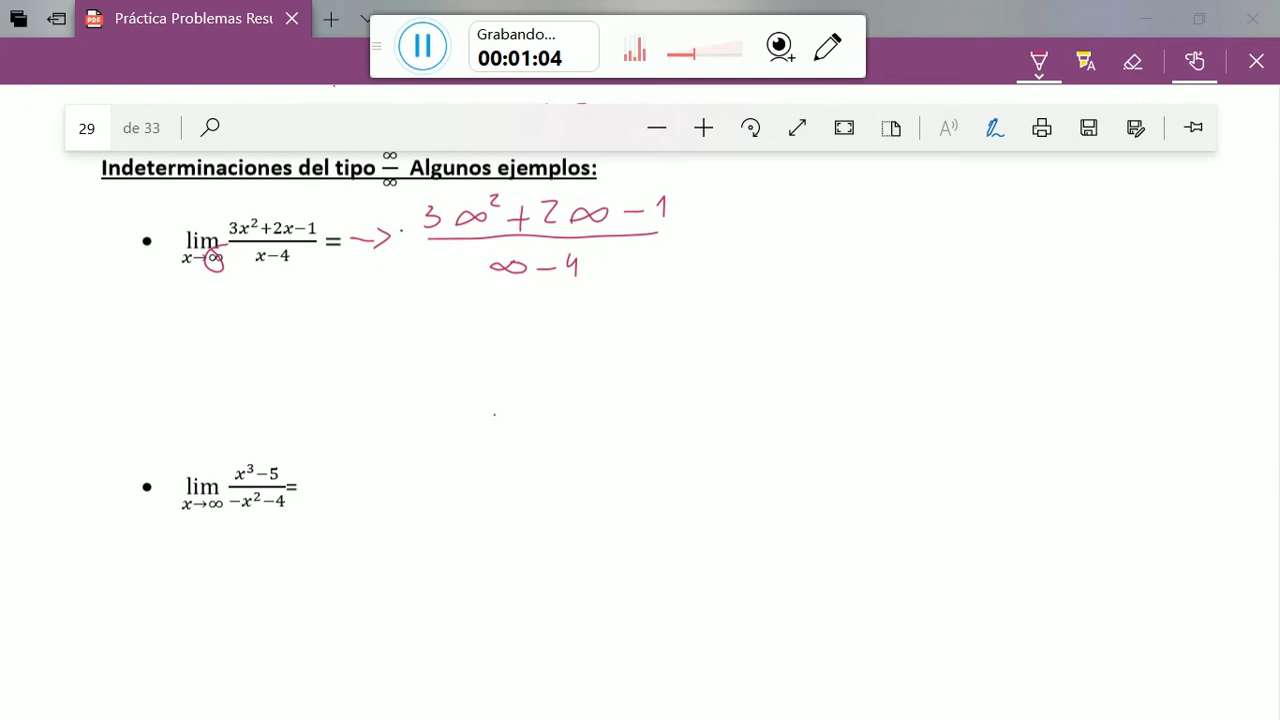 Práctica Problemas Resu
Grabando...
00:01:04
29 de 33
Indeterminaciones del tipo ∞/∞ Algunos ejemplos:
• lim x→∞ (3x²+2x−1)/(x−4) = → (3∞² + 2∞ − 1)/(∞ − 4)
• lim x→∞ (x³−5)/(−x²−4) =